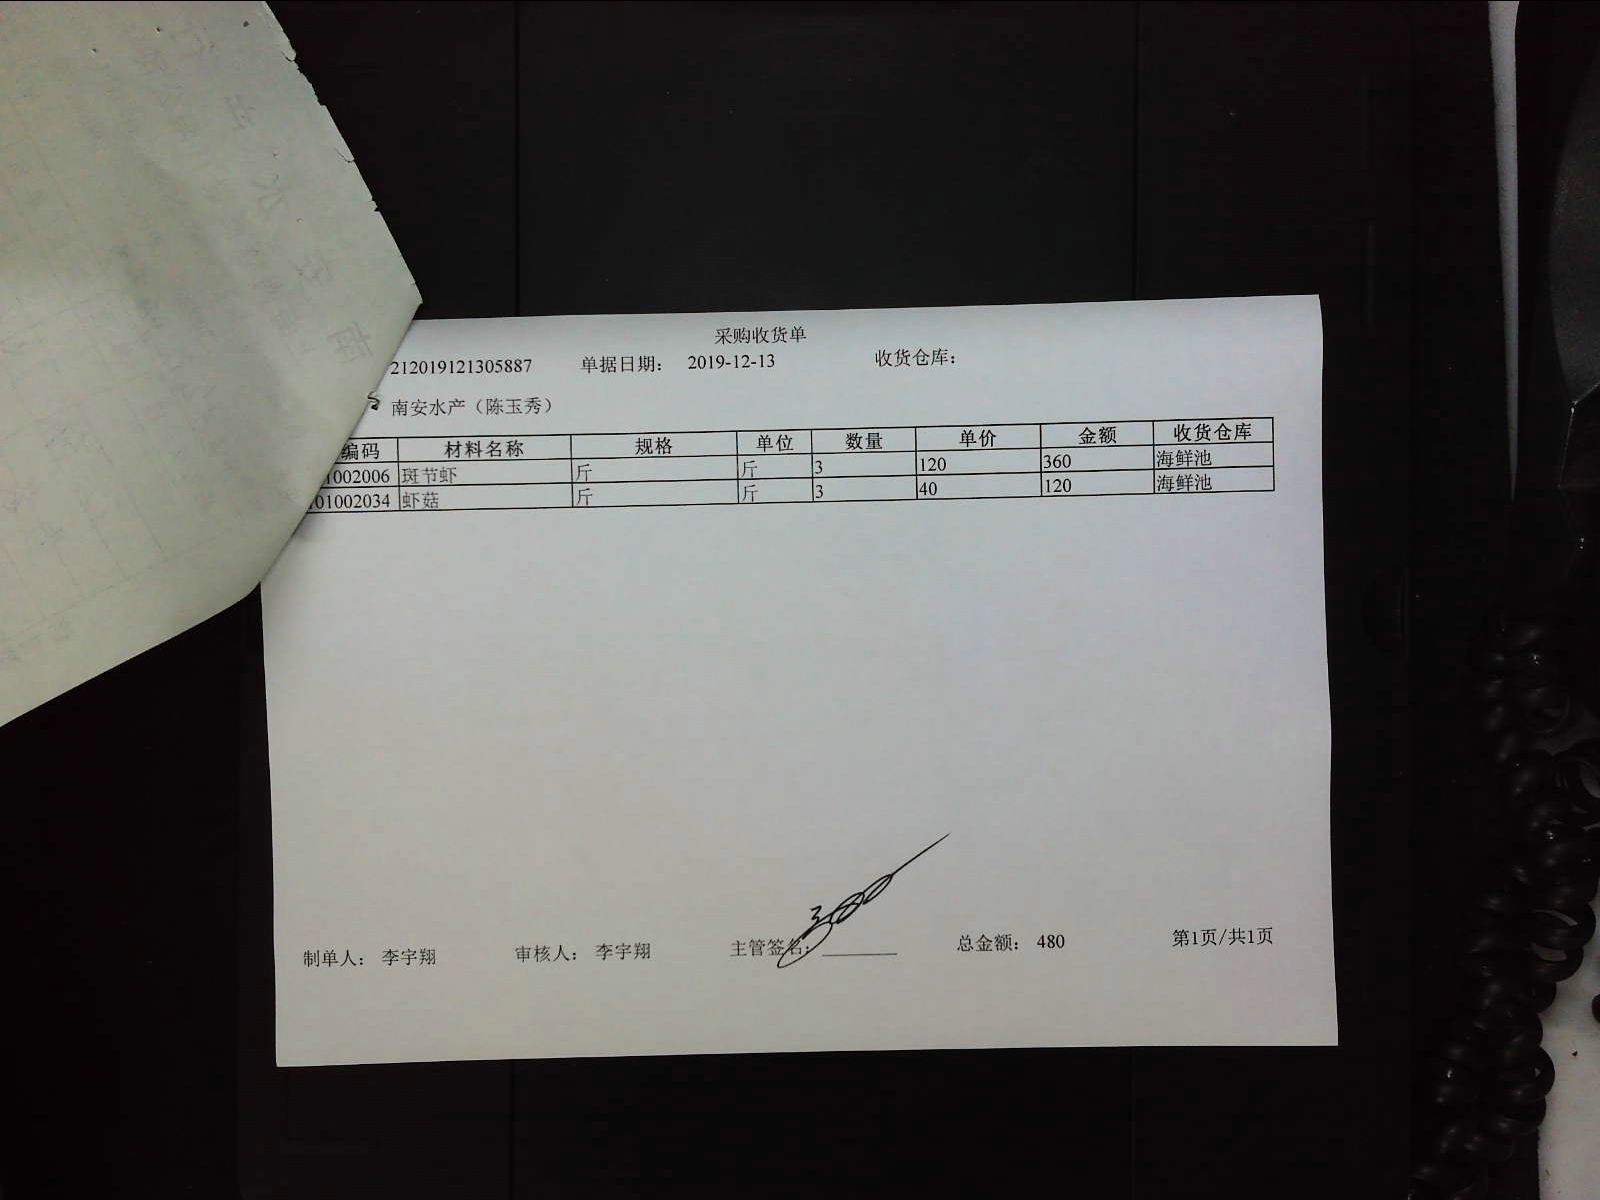 采购收货单
212019121305887 单据日期： 2019-12-13 收货仓库：
南安水产（陈玉秀）
编码 材料名称 规格 单位 数量 单价 金额 收货仓库
1002006 斑节虾 斤 斤 3 120 360 海鲜池
01002034 虾菇 斤 斤 3 40 120 海鲜池
制单人： 李宇翔 审核人： 李宇翔 主管签名： 总金额： 480 第1页/共1页